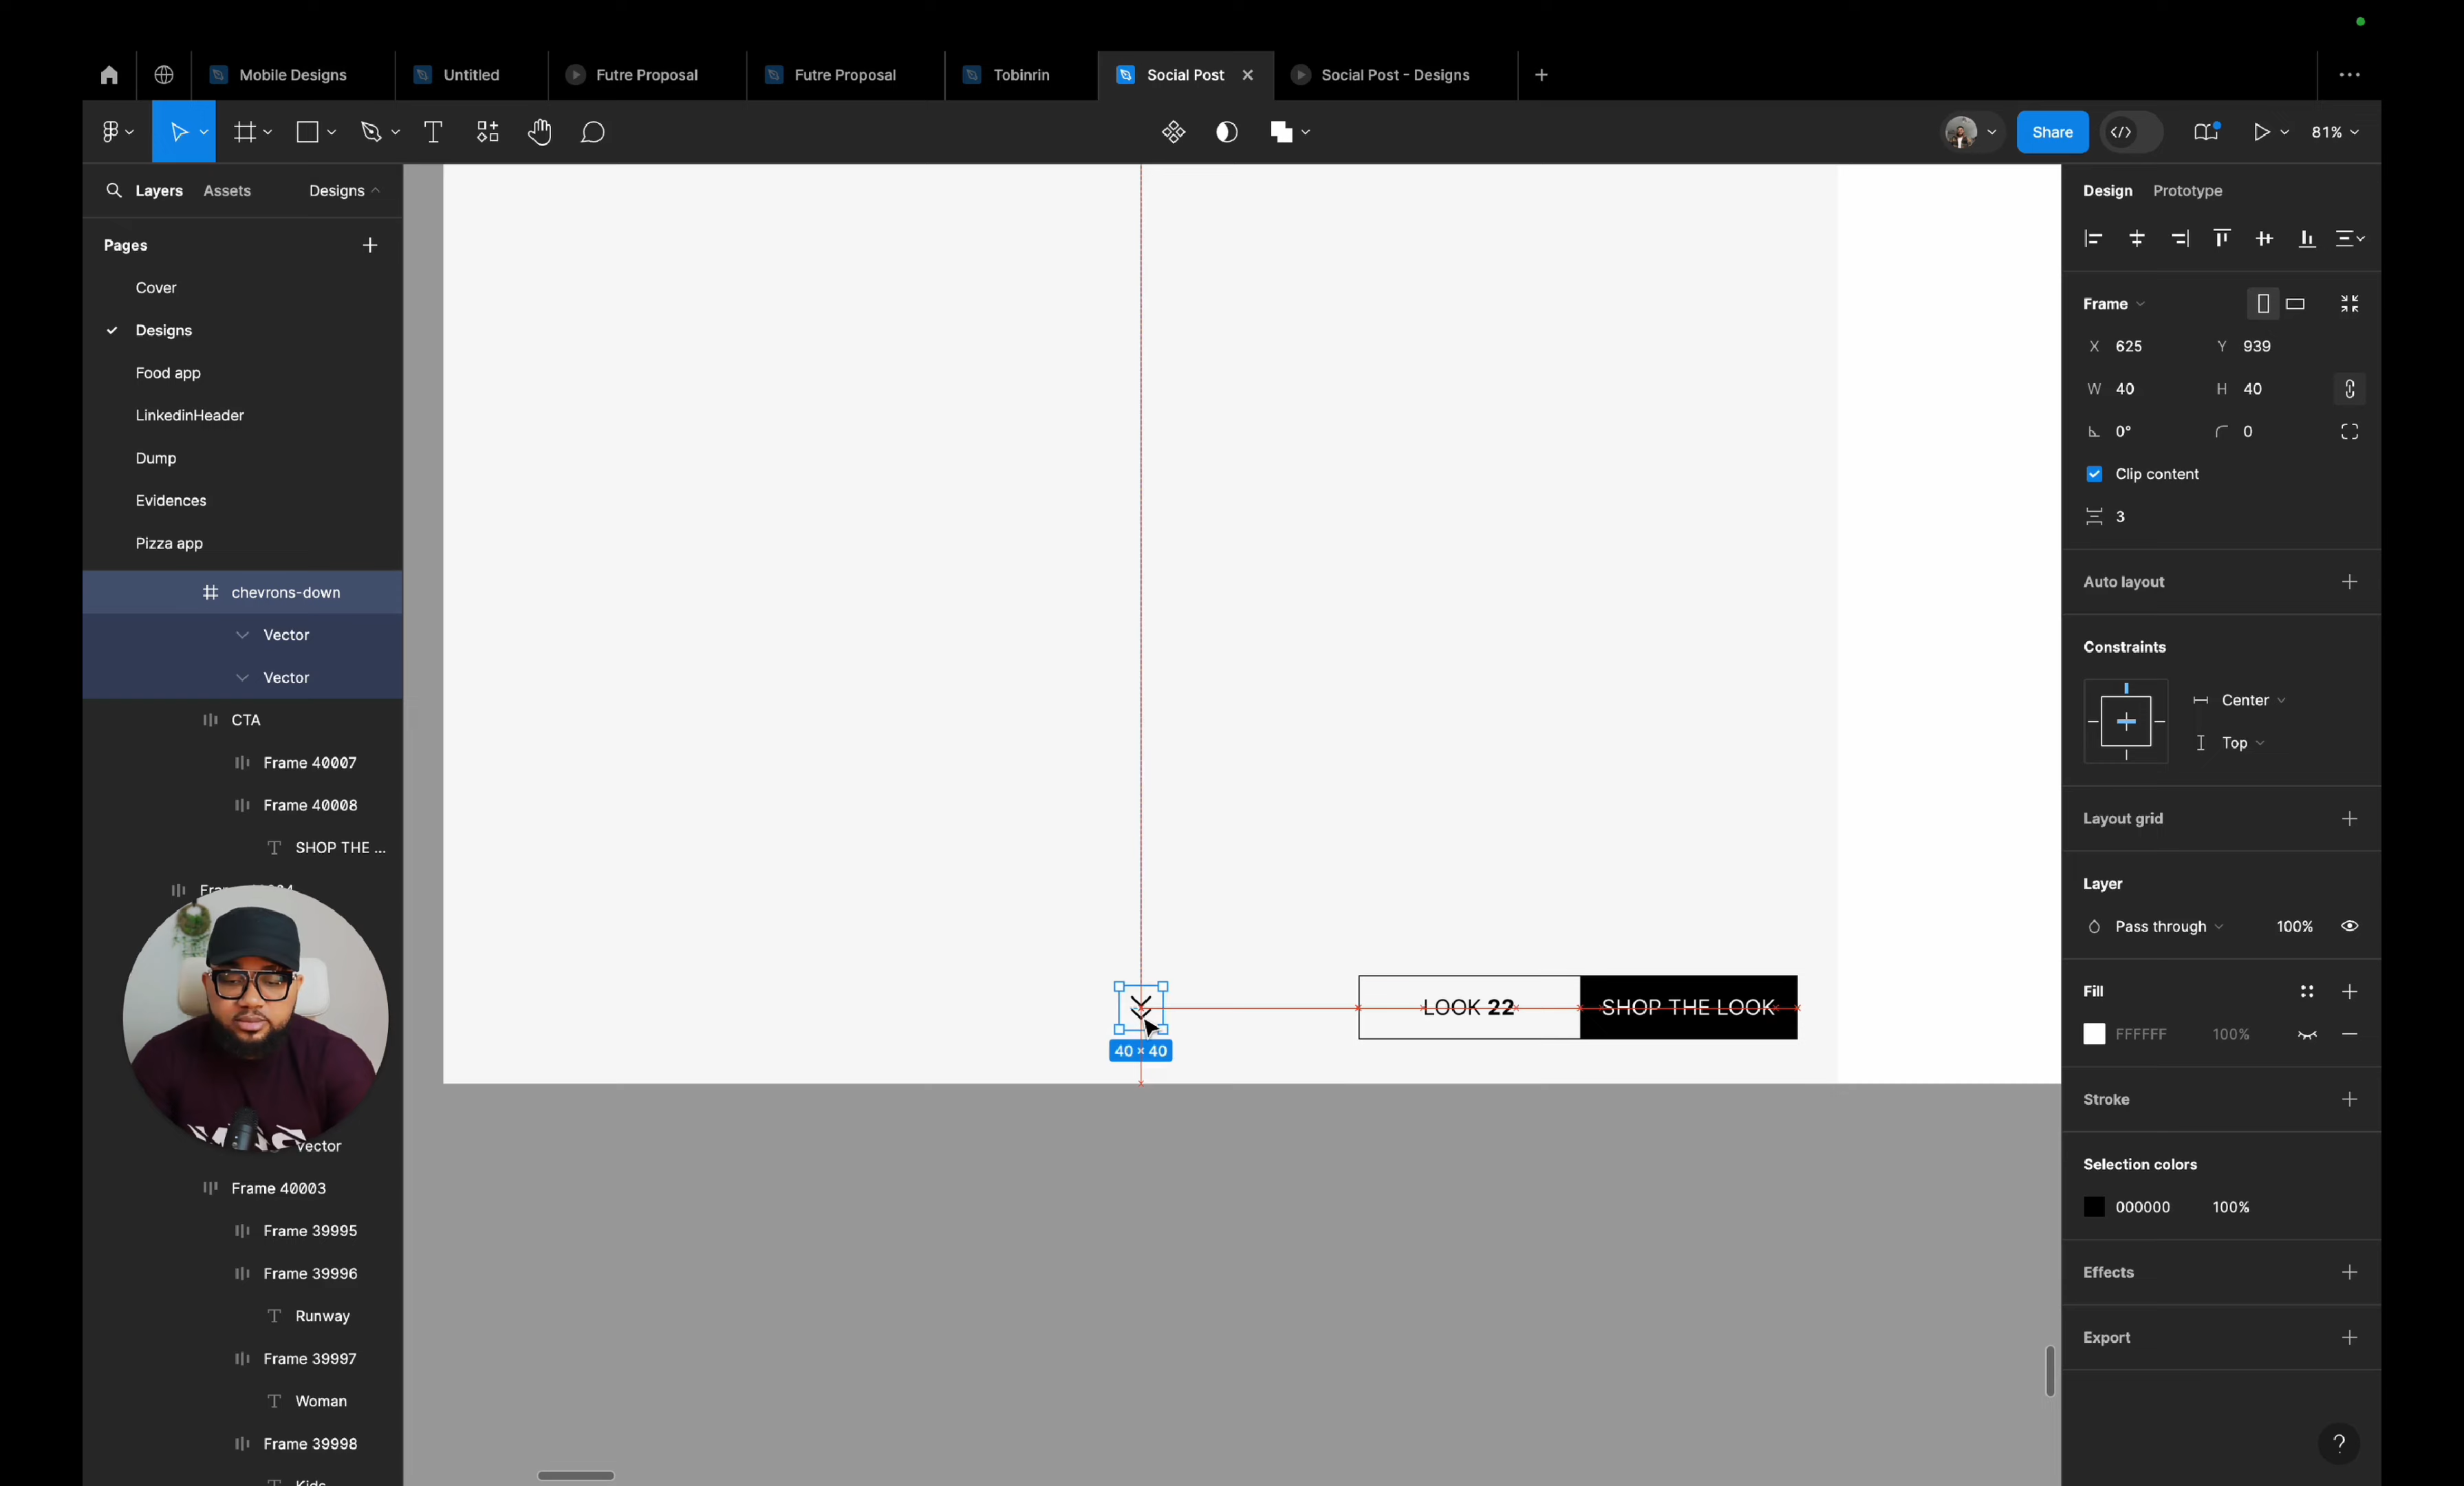 Mobile Designs
Untitled
Futre Proposal
Futre Proposal
Tobinrin
Social Post
Social Post - Designs
Share
81%
Layers
Assets
Designs
Pages
Cover
Designs
Food app
LinkedinHeader
Dump
Evidences
Pizza app
chevrons-down
Vector
Vector
CTA
Frame 40007
Frame 40008
SHOP THE ...
Vector
Frame 40003
Frame 39995
Frame 39996
Runway
Frame 39997
Woman
Frame 39998
Kids
LOOK 22
SHOP THE LOOK
40 × 40
Design
Prototype
Frame
X 625
Y 939
W 40
H 40
0°
0
Clip content
3
Auto layout
Constraints
Center
Top
Layout grid
Layer
Pass through
100%
Fill
FFFFFF
100%
Stroke
Selection colors
000000
100%
Effects
Export
?